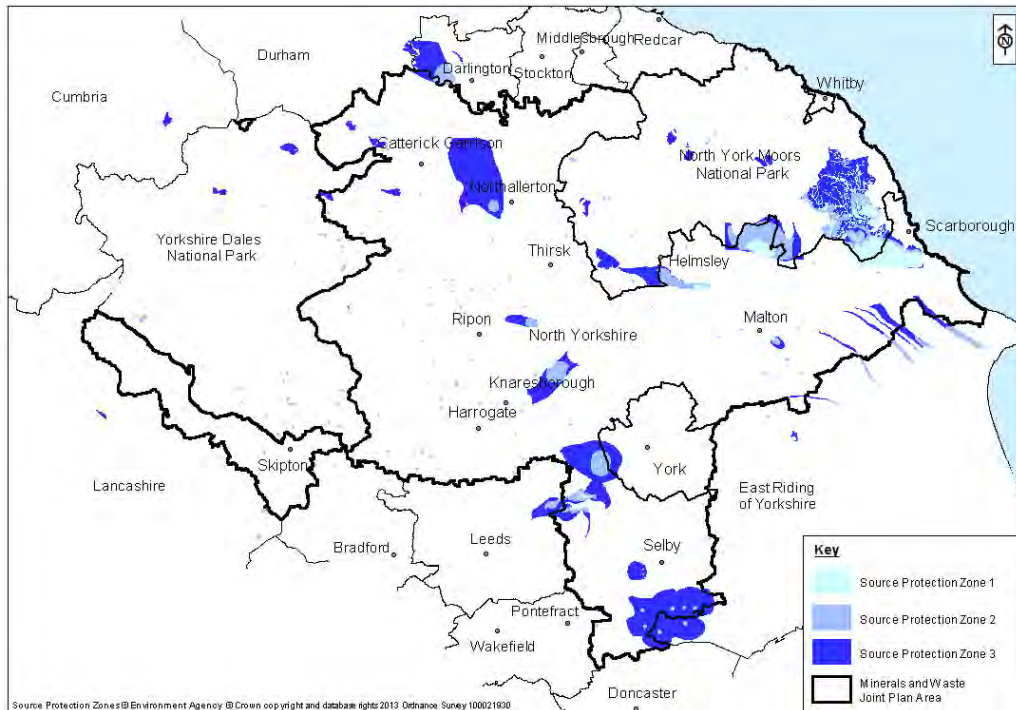 Durham
Middlesbrough
Redcar
Darlington
Stockton
Cumbria
Whitby
Catterick Garrison
North York Moors
National Park
Northallerton
Scarborough
Yorkshire Dales
National Park
Thirsk
Helmsley
Ripon
North Yorkshire
Malton
Knaresborough
Harrogate
Skipton
York
Lancashire
East Riding
of Yorkshire
Bradford
Leeds
Selby
Pontefract
Wakefield
Doncaster
Key
Source Protection Zone 1
Source Protection Zone 2
Source Protection Zone 3
Minerals and Waste
Joint Plan Area
Source Protection Zones © Environment Agency © Crown copyright and database rights 2013 Ordnance Survey 100021930